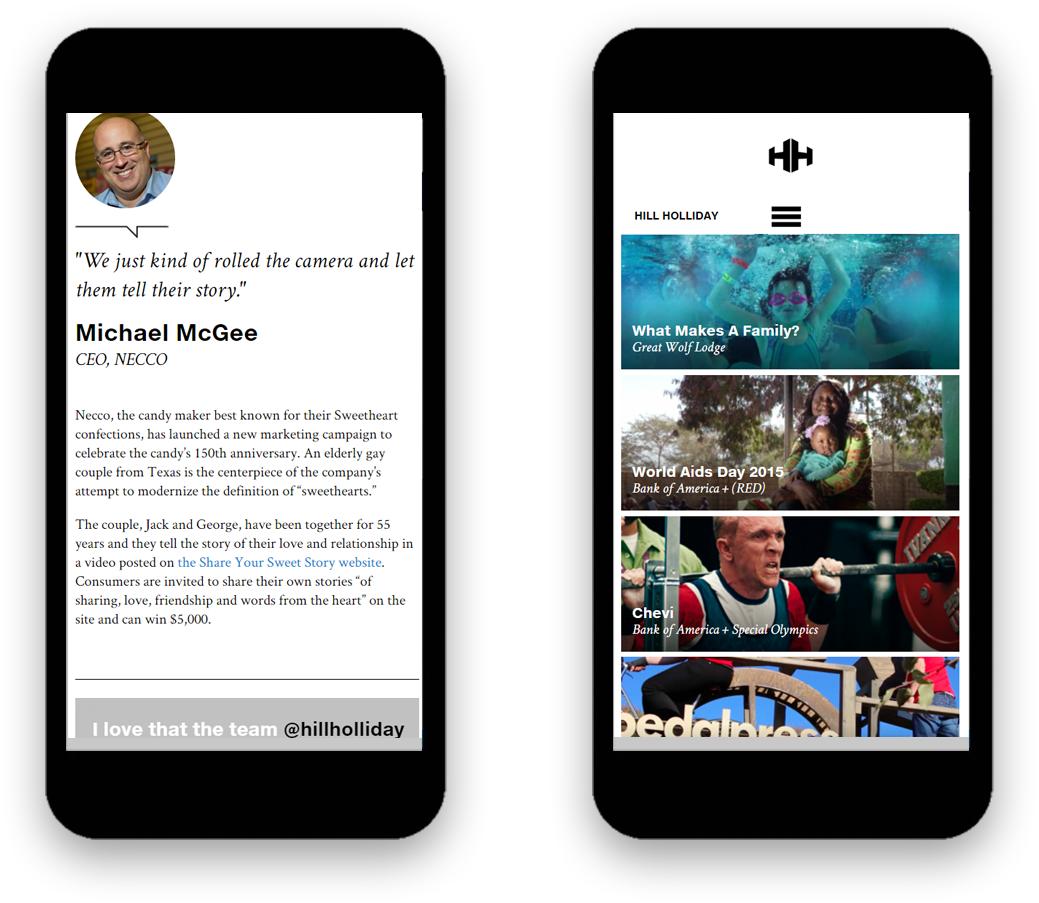 "We just kind of rolled the camera and let
them tell their story."
Michael McGee
CEO, NECCO
Necco, the candy maker best known for their Sweetheart
confections, has launched a new marketing campaign to
celebrate the candy's 150th anniversary. An elderly gay
couple from Texas is the centerpiece of the company's
attempt to modernize the definition of “sweethearts.”
The couple, Jack and George, have been together for 55
years and they tell the story of their love and relationship in
a video posted on the Share Your Sweet Story website.
Consumers are invited to share their own stories “of
sharing, love, friendship and words from the heart” on the
site and can win $5,000.
I love that the team @hillholliday
HH
HILL HOLLIDAY
What Makes A Family?
Great Wolf Lodge
World Aids Day 2015
Bank of America + (RED)
Chevi
Bank of America + Special Olympics
pedalpress